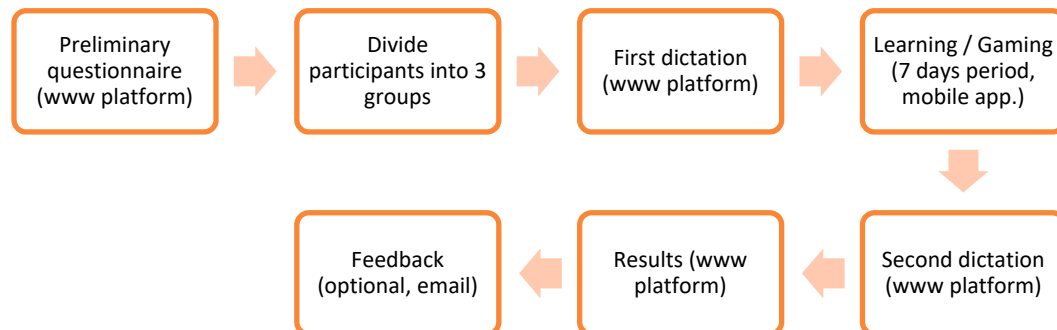 Preliminary
questionnaire
(www platform)
Divide
participants into 3
groups
First dictation
(www platform)
Learning / Gaming
(7 days period,
mobile app.)
Second dictation
(www platform)
Results (www
platform)
Feedback
(optional, email)